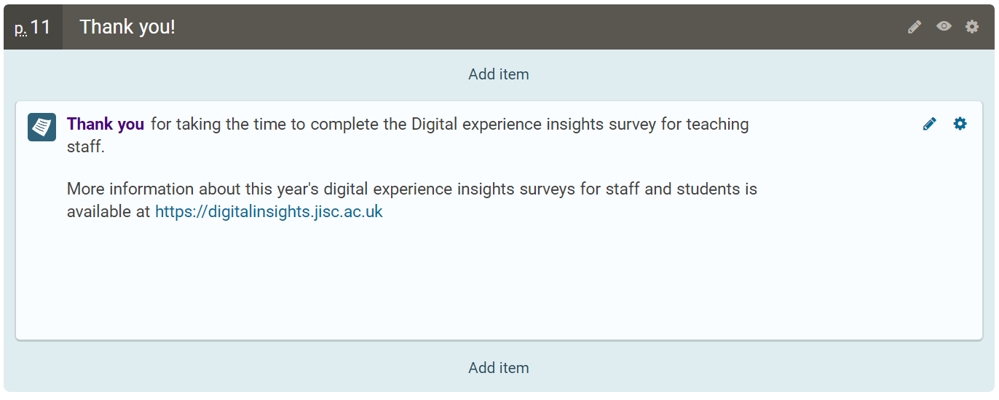 p. 11 Thank you!
Add item
Thank you for taking the time to complete the Digital experience insights survey for teaching
staff.
More information about this year's digital experience insights surveys for staff and students is
available at https://digitalinsights.jisc.ac.uk
Add item